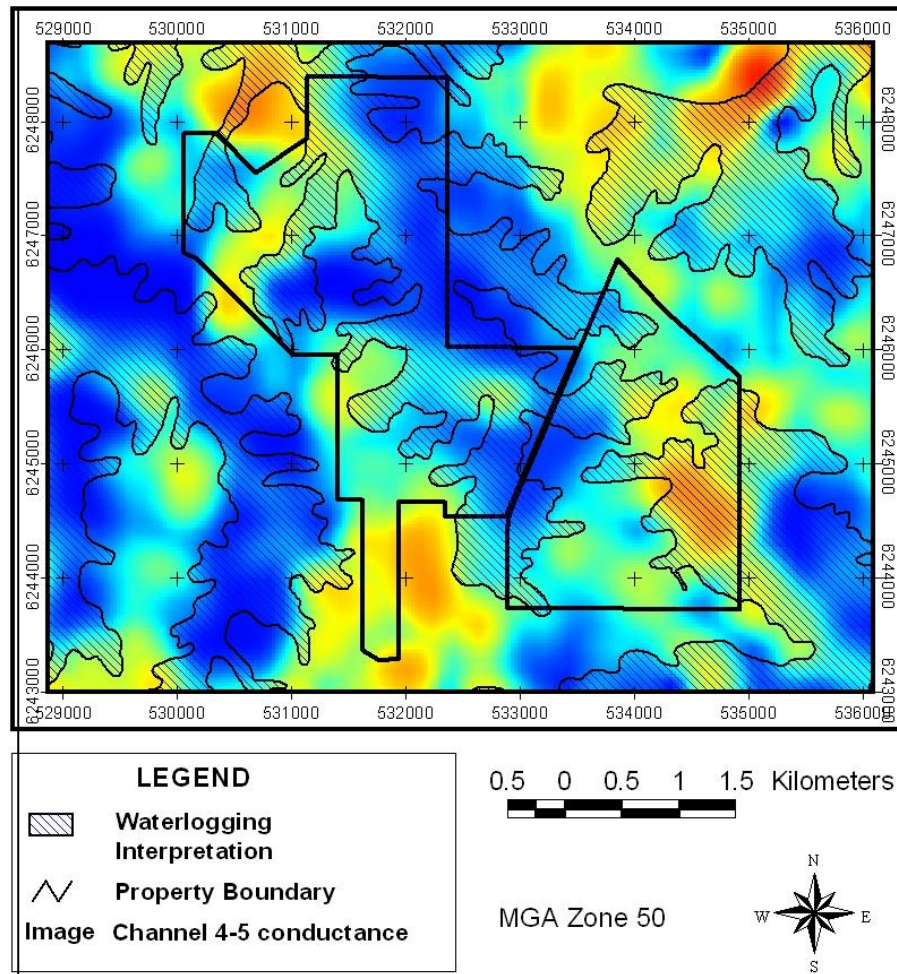 529000 530000 531000 532000 533000 534000 535000 536000
6248000 6248000
6247000 6247000
6246000 6246000
6245000 6245000
6244000 6244000
6243000 6243000
529000 530000 531000 532000 533000 534000 535000 536000
LEGEND
Waterlogging
Interpretation
Property Boundary
Image Channel 4-5 conductance
0.5 0 0.5 1 1.5 Kilometers
MGA Zone 50
N
W E
S